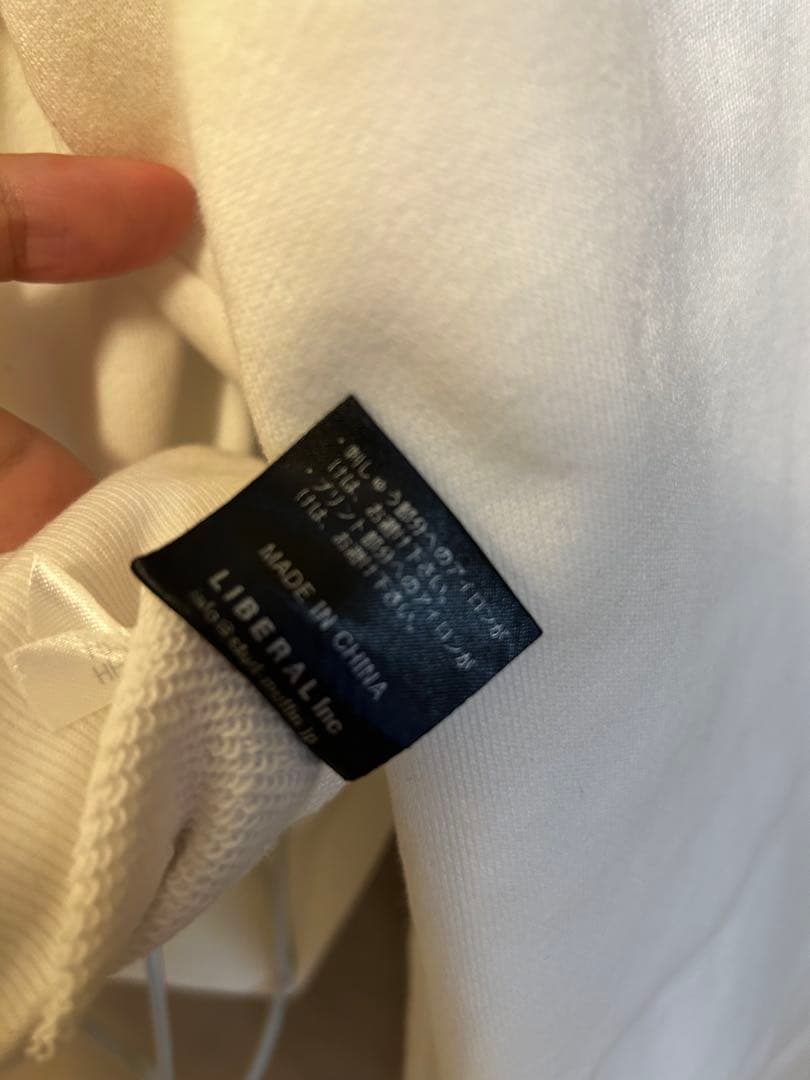 ・刺しゅう部分へのアイロンが
けは、お避け下さい。
・プリント部分へのアイロンが
けは、お避け下さい。
MADE IN CHINA
LIBERAL Inc